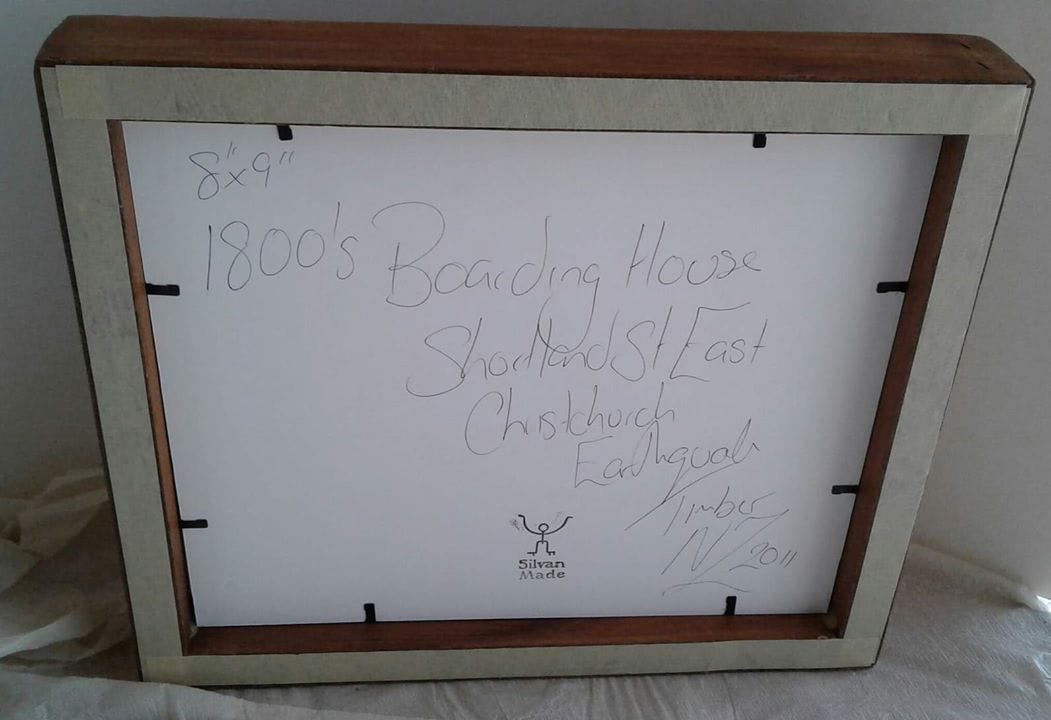 8"x9"
1800's Boarding House
Shortland St East
Christchurch
Earthquak
Timber
NZ 2011
Silvan
Made